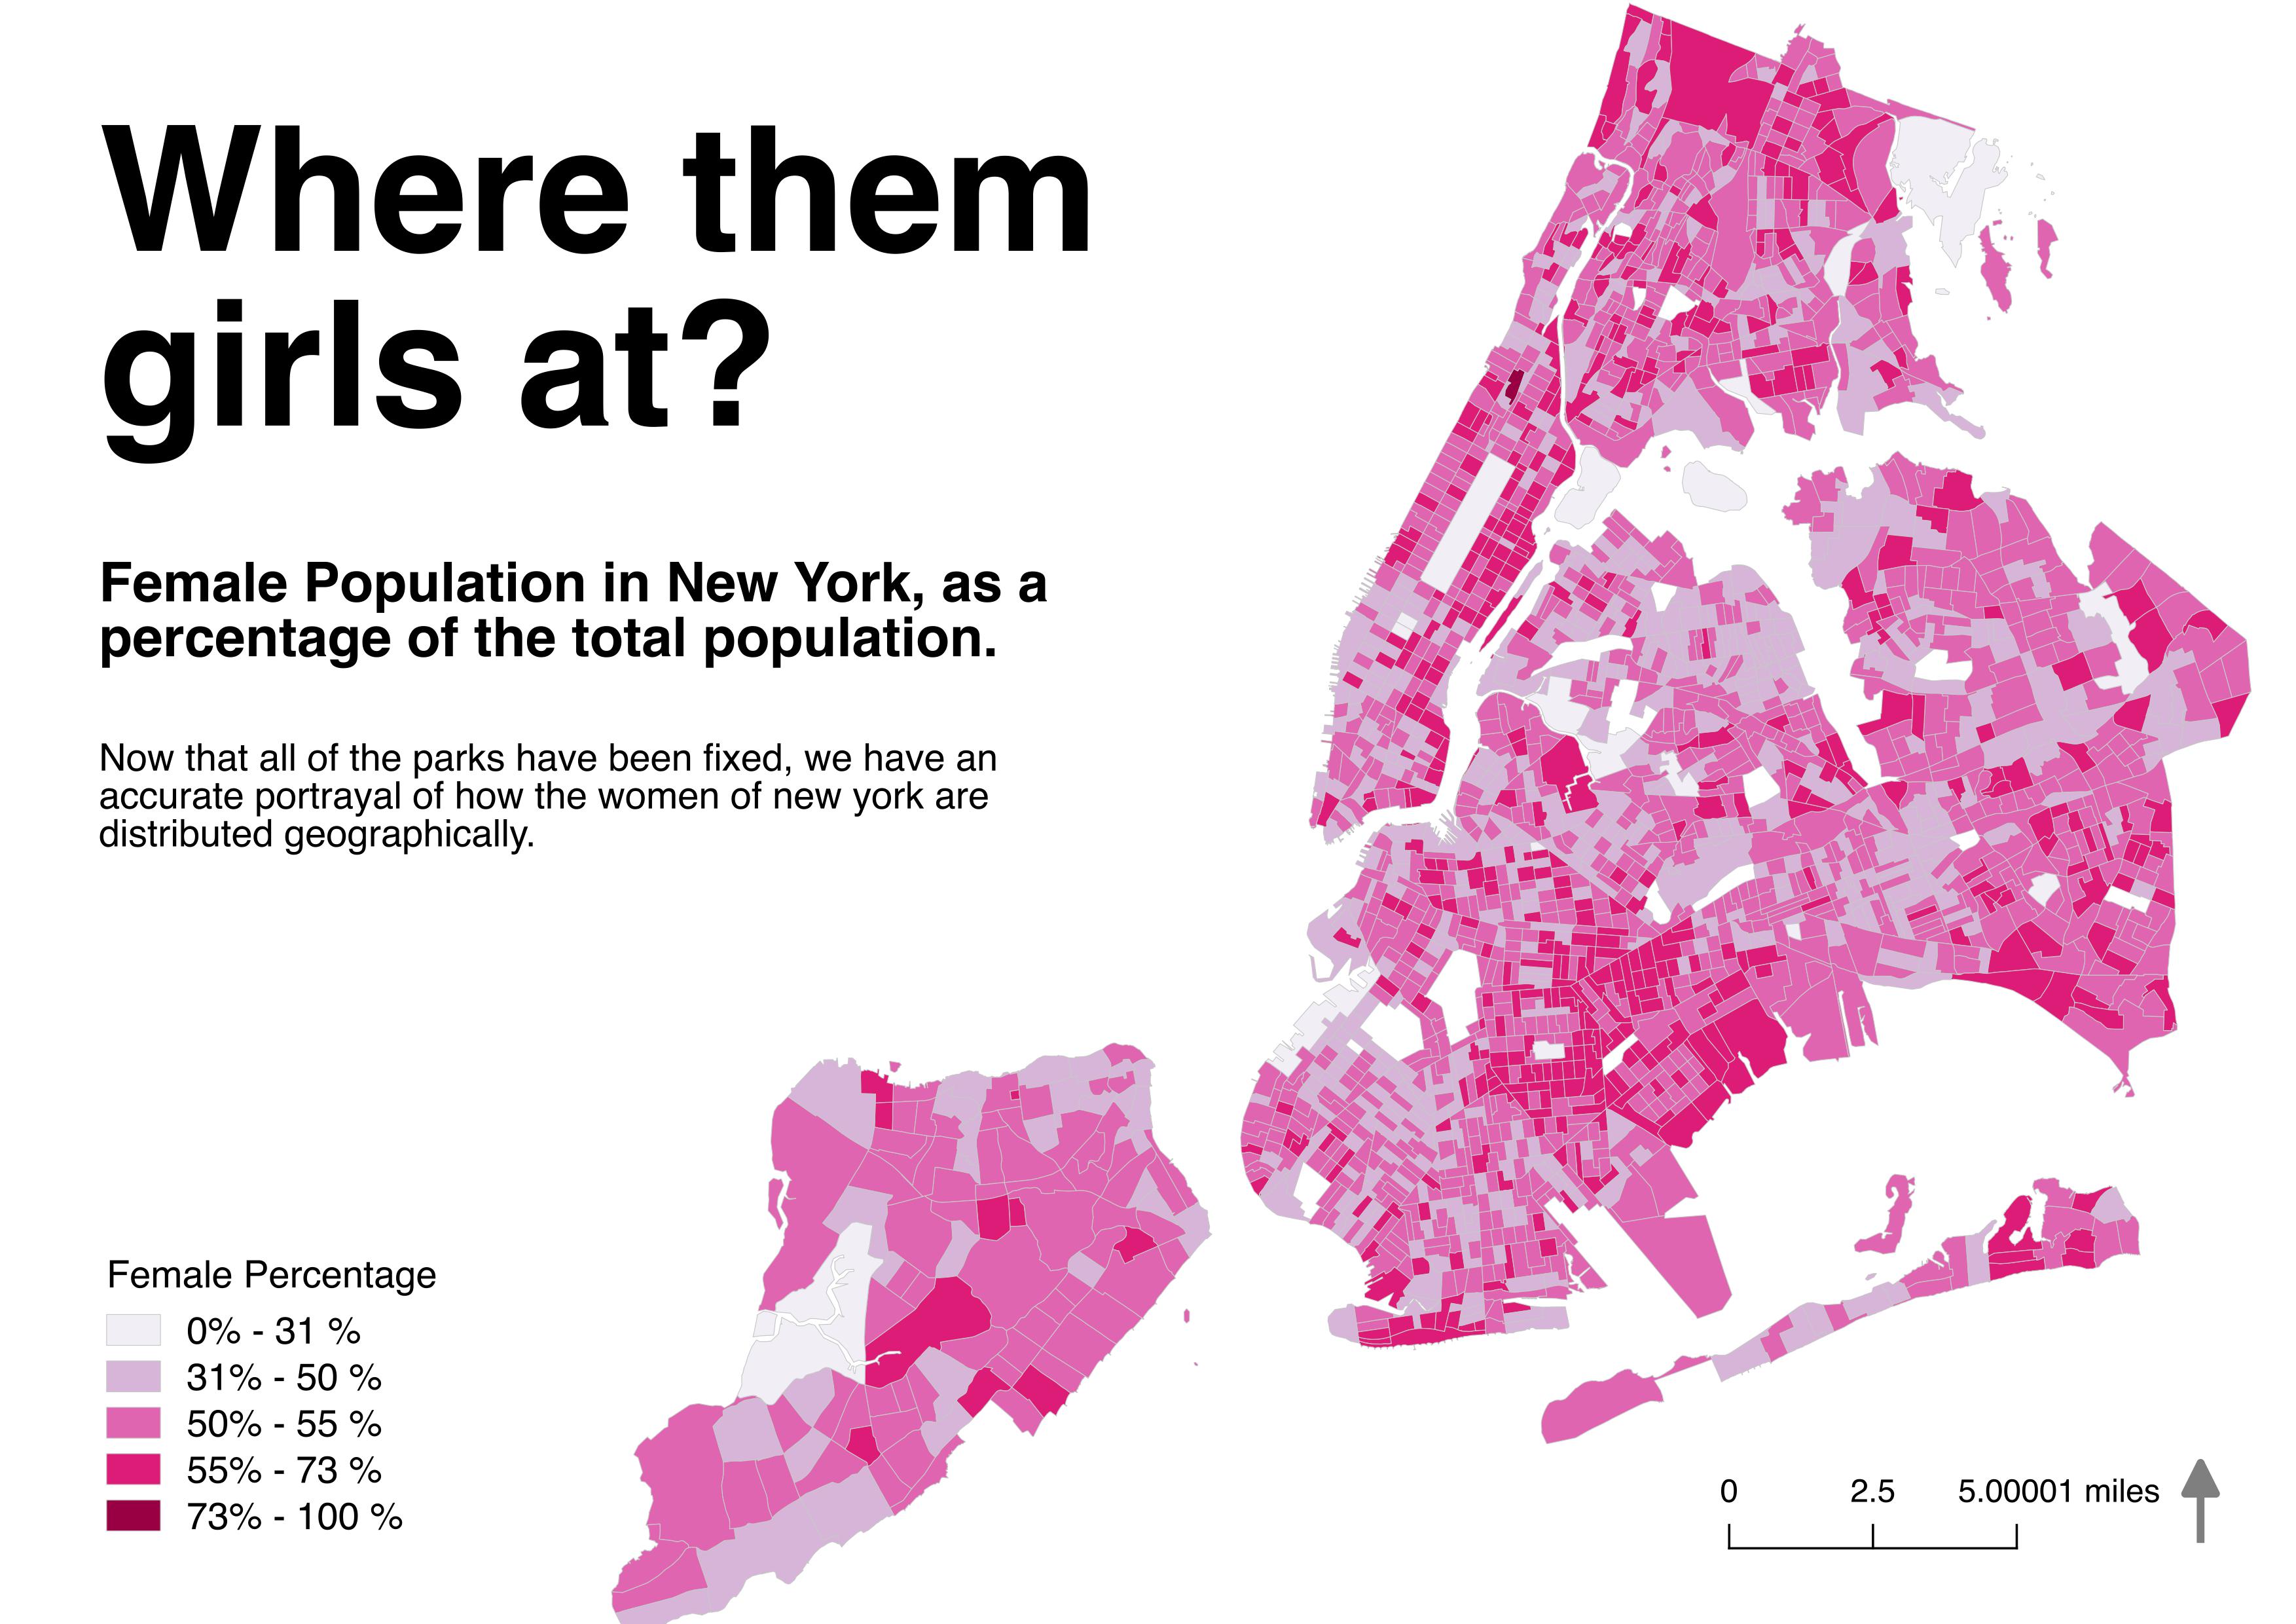 Where them
girls at?
Female Population in New York, as a
percentage of the total population.
Now that all of the parks have been fixed, we have an
accurate portrayal of how the women of new york are
distributed geographically.
Female Percentage
0% - 31 %
31% - 50 %
50% - 55 %
55% - 73 %
73% - 100 %
0 2.5 5.00001 miles